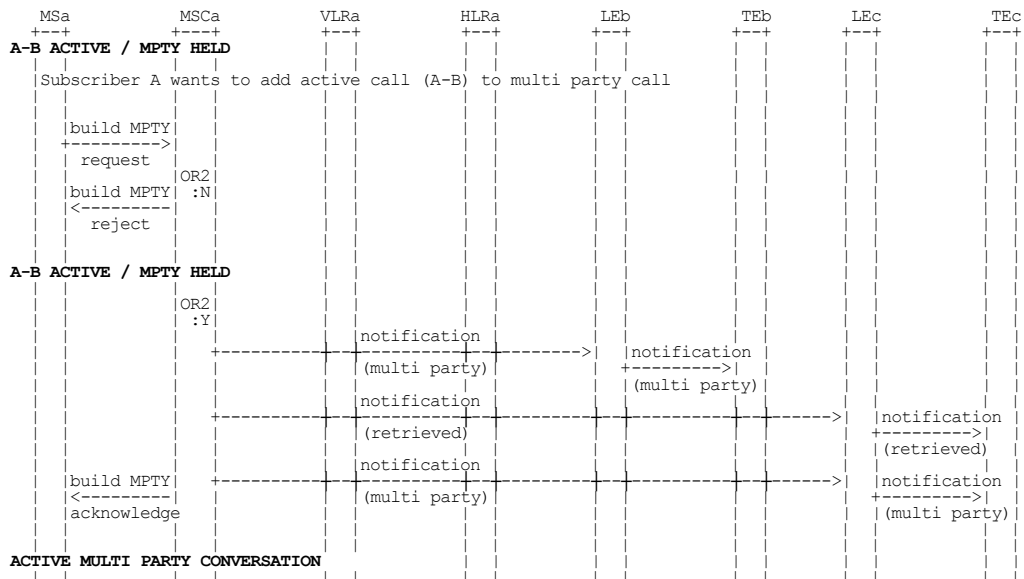 MSa MSCa VLRa HLRa LEb TEb LEc TEc
A-B ACTIVE / MPTY HELD
Subscriber A wants to add active call (A-B) to multi party call
build MPTY
request
OR2
build MPTY :N
reject
A-B ACTIVE / MPTY HELD
OR2
:Y
notification
notification
(multi party)
(multi party)
notification
notification
(retrieved)
(retrieved)
notification
build MPTY notification
(multi party)
acknowledge (multi party)
ACTIVE MULTI PARTY CONVERSATION